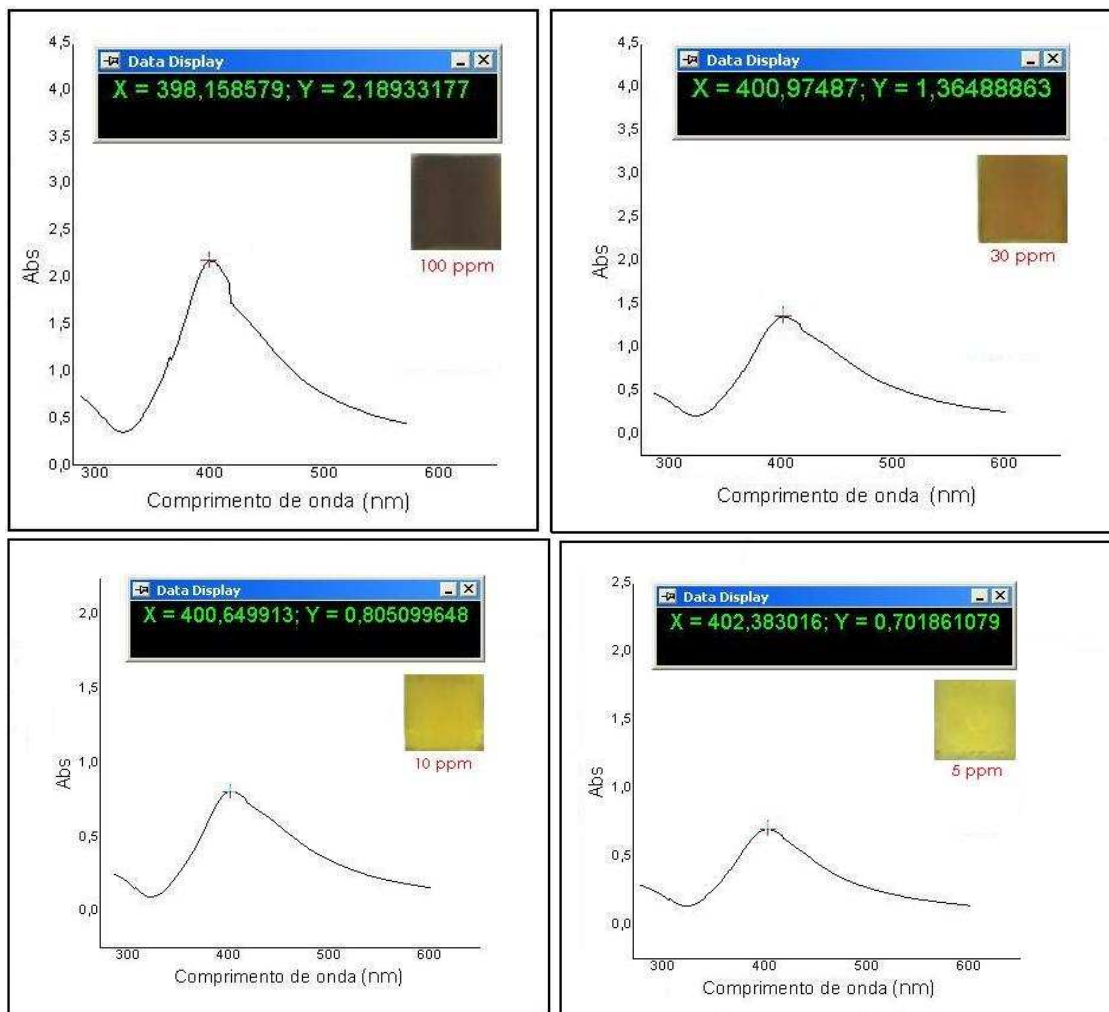 4,5
4,0
3,5
3,0
2,5
2,0
1,5
1,0
0,5
0,0
Abs
Data Display
X = 398,158579; Y = 2,18933177
100 ppm
300 400 500 600
Comprimento de onda (nm)
4,5
4,0
3,5
3,0
2,5
2,0
1,5
1,0
0,5
0,0
Abs
Data Display
X = 400,97487; Y = 1,36488863
30 ppm
300 400 500 600
Comprimento de onda (nm)
2,0
1,5
1,0
0,5
0,0
Abs
Data Display
X = 400,649913; Y = 0,805099648
10 ppm
300 400 500 600
Comprimento de onda (nm)
2,5
2,0
1,5
1,0
0,5
0,0
Abs
Data Display
X = 402,383016; Y = 0,701861079
5 ppm
300 400 500 600
Comprimento de onda (nm)